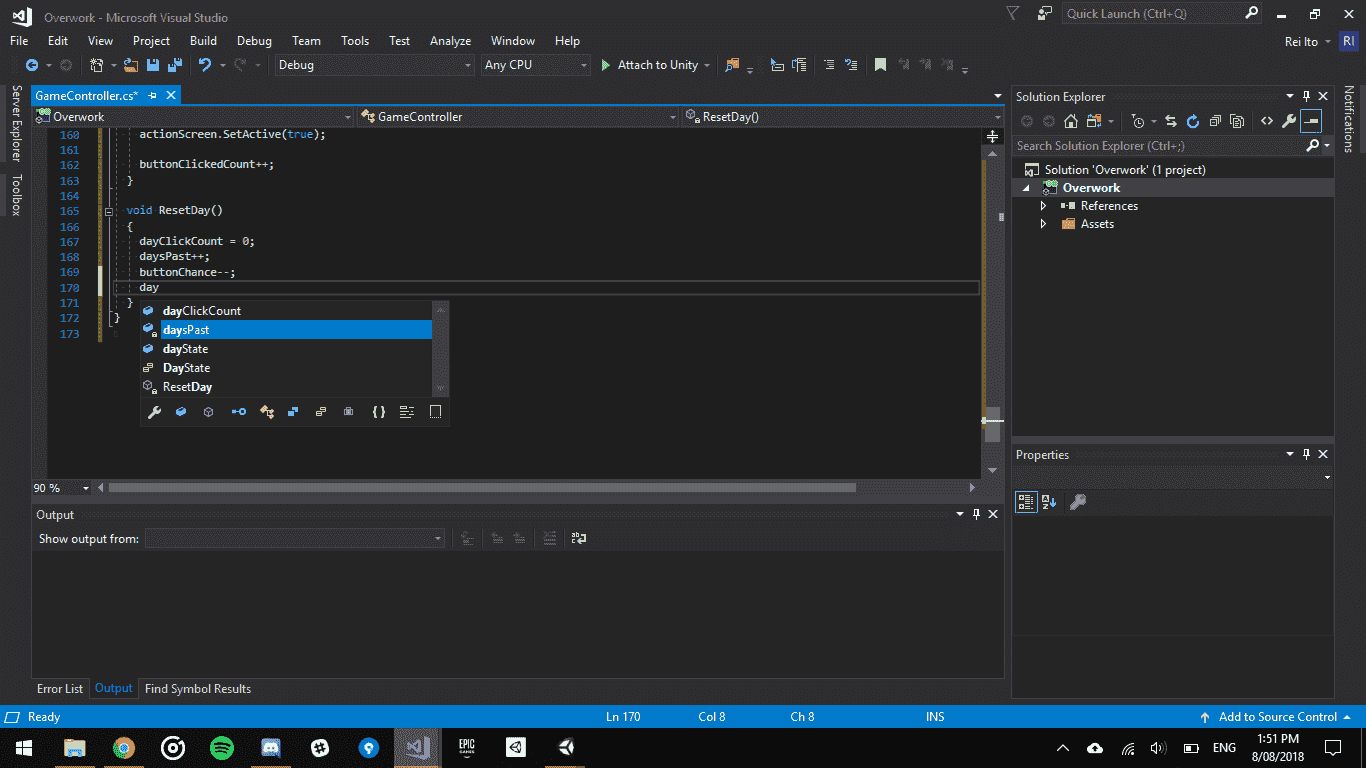 Overwork - Microsoft Visual Studio
Quick Launch (Ctrl+Q)
File Edit View Project Build Debug Team Tools Test Analyze Window Help
Rei Ito RI
Debug Any CPU Attach to Unity
Server Explorer
Toolbox
GameController.cs*
Overwork GameController ResetDay()
160 actionScreen.SetActive(true);
161
162 buttonClickedCount++;
163 }
164
165 void ResetDay()
166 {
167 dayClickCount = 0;
168 daysPast++;
169 buttonChance--;
170 day
171 }
172 }
173
dayClickCount
daysPast
dayState
DayState
ResetDay
90 %
Output
Show output from:
Error List Output Find Symbol Results
Solution Explorer
Search Solution Explorer (Ctrl+;)
Solution 'Overwork' (1 project)
Overwork
References
Assets
Properties
Notifications
Ready Ln 170 Col 8 Ch 8 INS Add to Source Control
EPIC GAMES
ENG
1:51 PM
8/08/2018